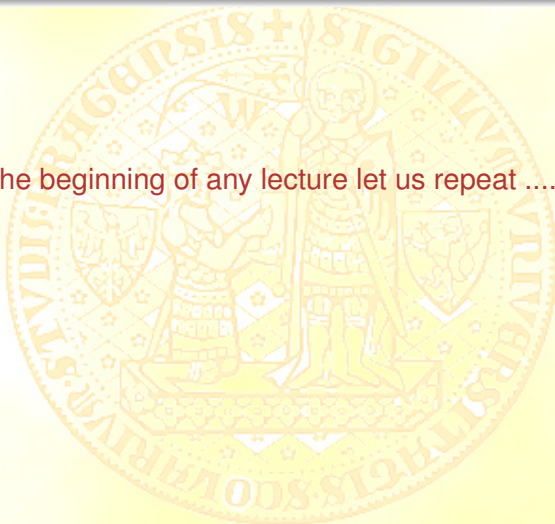 he beginning of any lecture let us repeat ....